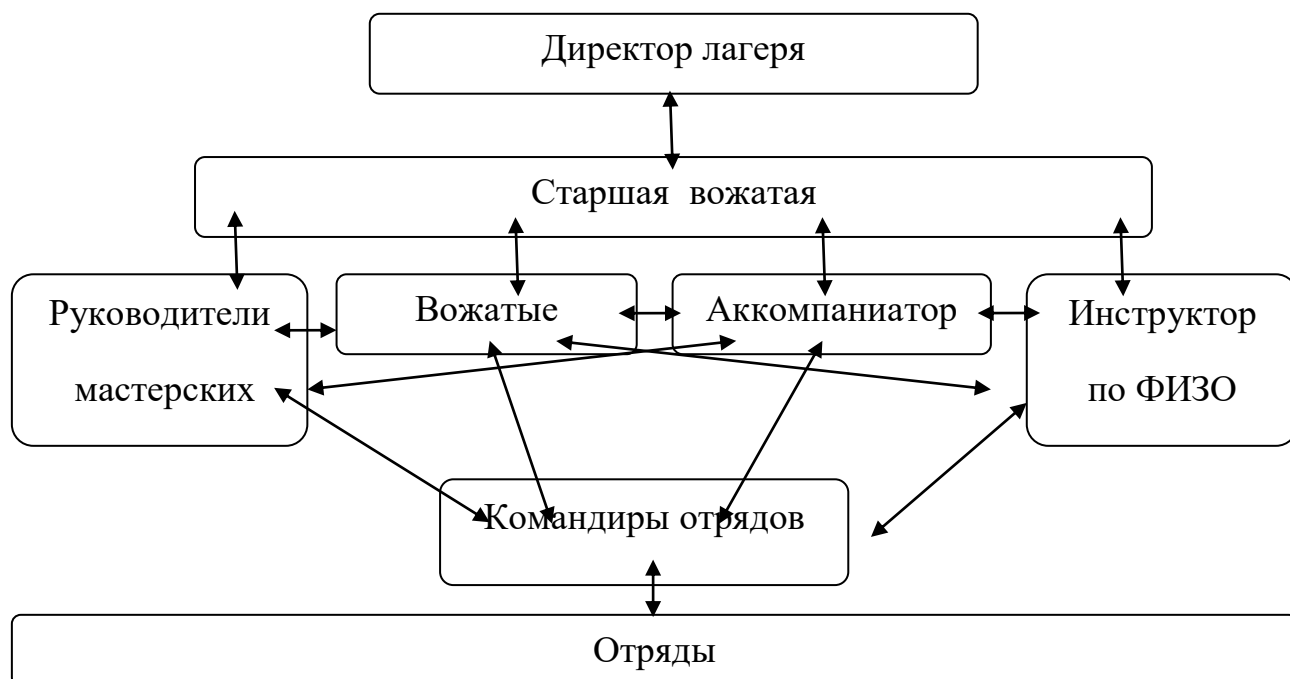 Директор лагеря
Старшая вожатая
Руководители
мастерских
Вожатые
Аккомпаниатор
Инструктор
по ФИЗО
Командиры отрядов
Отряды